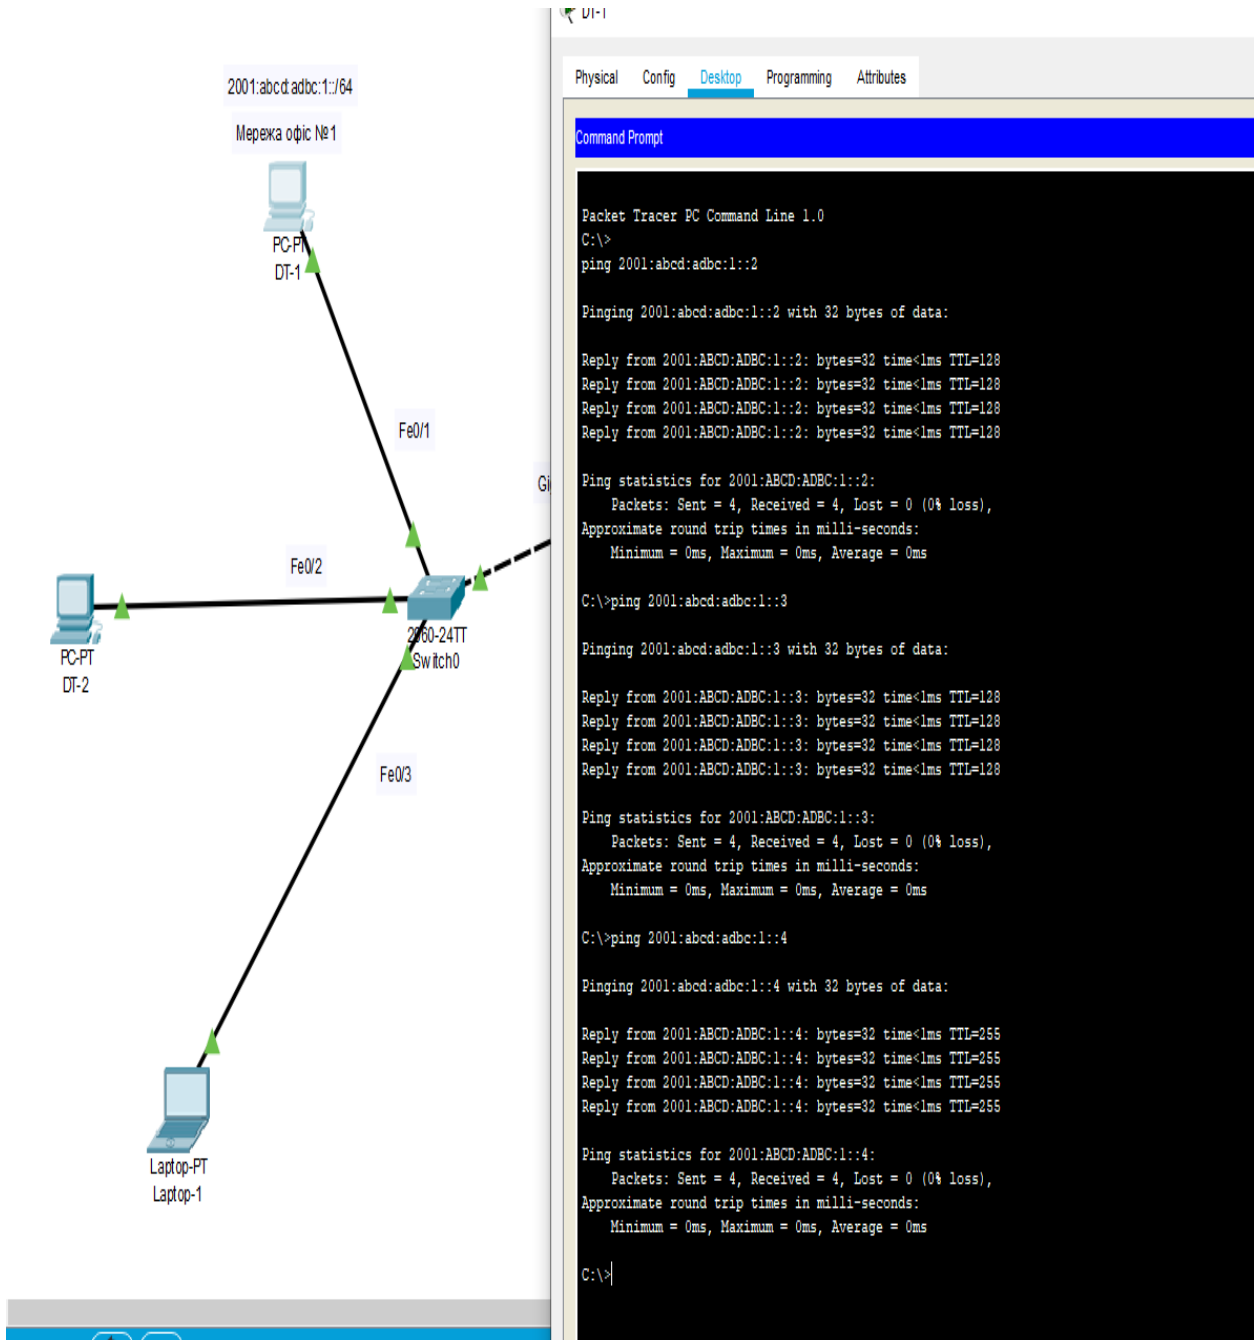 2001:abcd:adbc:1::/64
Мережа офіс №1
PC-PT
DT-1
Fe0/1
Gi
Fe0/2
PC-PT
DT-2
2960-24TT
Switch0
Fe0/3
Laptop-PT
Laptop-1
DT-1
Physical Config Desktop Programming Attributes
Command Prompt
Packet Tracer PC Command Line 1.0
C:\>
ping 2001:abcd:adbc:1::2
Pinging 2001:abcd:adbc:1::2 with 32 bytes of data:
Reply from 2001:ABCD:ADBC:1::2: bytes=32 time<1ms TTL=128
Reply from 2001:ABCD:ADBC:1::2: bytes=32 time<1ms TTL=128
Reply from 2001:ABCD:ADBC:1::2: bytes=32 time<1ms TTL=128
Reply from 2001:ABCD:ADBC:1::2: bytes=32 time<1ms TTL=128
Ping statistics for 2001:ABCD:ADBC:1::2:
Packets: Sent = 4, Received = 4, Lost = 0 (0% loss),
Approximate round trip times in milli-seconds:
Minimum = 0ms, Maximum = 0ms, Average = 0ms
C:\>ping 2001:abcd:adbc:1::3
Pinging 2001:abcd:adbc:1::3 with 32 bytes of data:
Reply from 2001:ABCD:ADBC:1::3: bytes=32 time<1ms TTL=128
Reply from 2001:ABCD:ADBC:1::3: bytes=32 time<1ms TTL=128
Reply from 2001:ABCD:ADBC:1::3: bytes=32 time<1ms TTL=128
Reply from 2001:ABCD:ADBC:1::3: bytes=32 time<1ms TTL=128
Ping statistics for 2001:ABCD:ADBC:1::3:
Packets: Sent = 4, Received = 4, Lost = 0 (0% loss),
Approximate round trip times in milli-seconds:
Minimum = 0ms, Maximum = 0ms, Average = 0ms
C:\>ping 2001:abcd:adbc:1::4
Pinging 2001:abcd:adbc:1::4 with 32 bytes of data:
Reply from 2001:ABCD:ADBC:1::4: bytes=32 time<1ms TTL=255
Reply from 2001:ABCD:ADBC:1::4: bytes=32 time<1ms TTL=255
Reply from 2001:ABCD:ADBC:1::4: bytes=32 time<1ms TTL=255
Reply from 2001:ABCD:ADBC:1::4: bytes=32 time<1ms TTL=255
Ping statistics for 2001:ABCD:ADBC:1::4:
Packets: Sent = 4, Received = 4, Lost = 0 (0% loss),
Approximate round trip times in milli-seconds:
Minimum = 0ms, Maximum = 0ms, Average = 0ms
C:\>